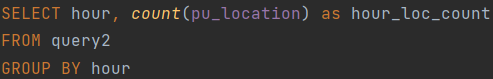 SELECT hour, count(pu_location) as hour_loc_count
FROM query2
GROUP BY hour